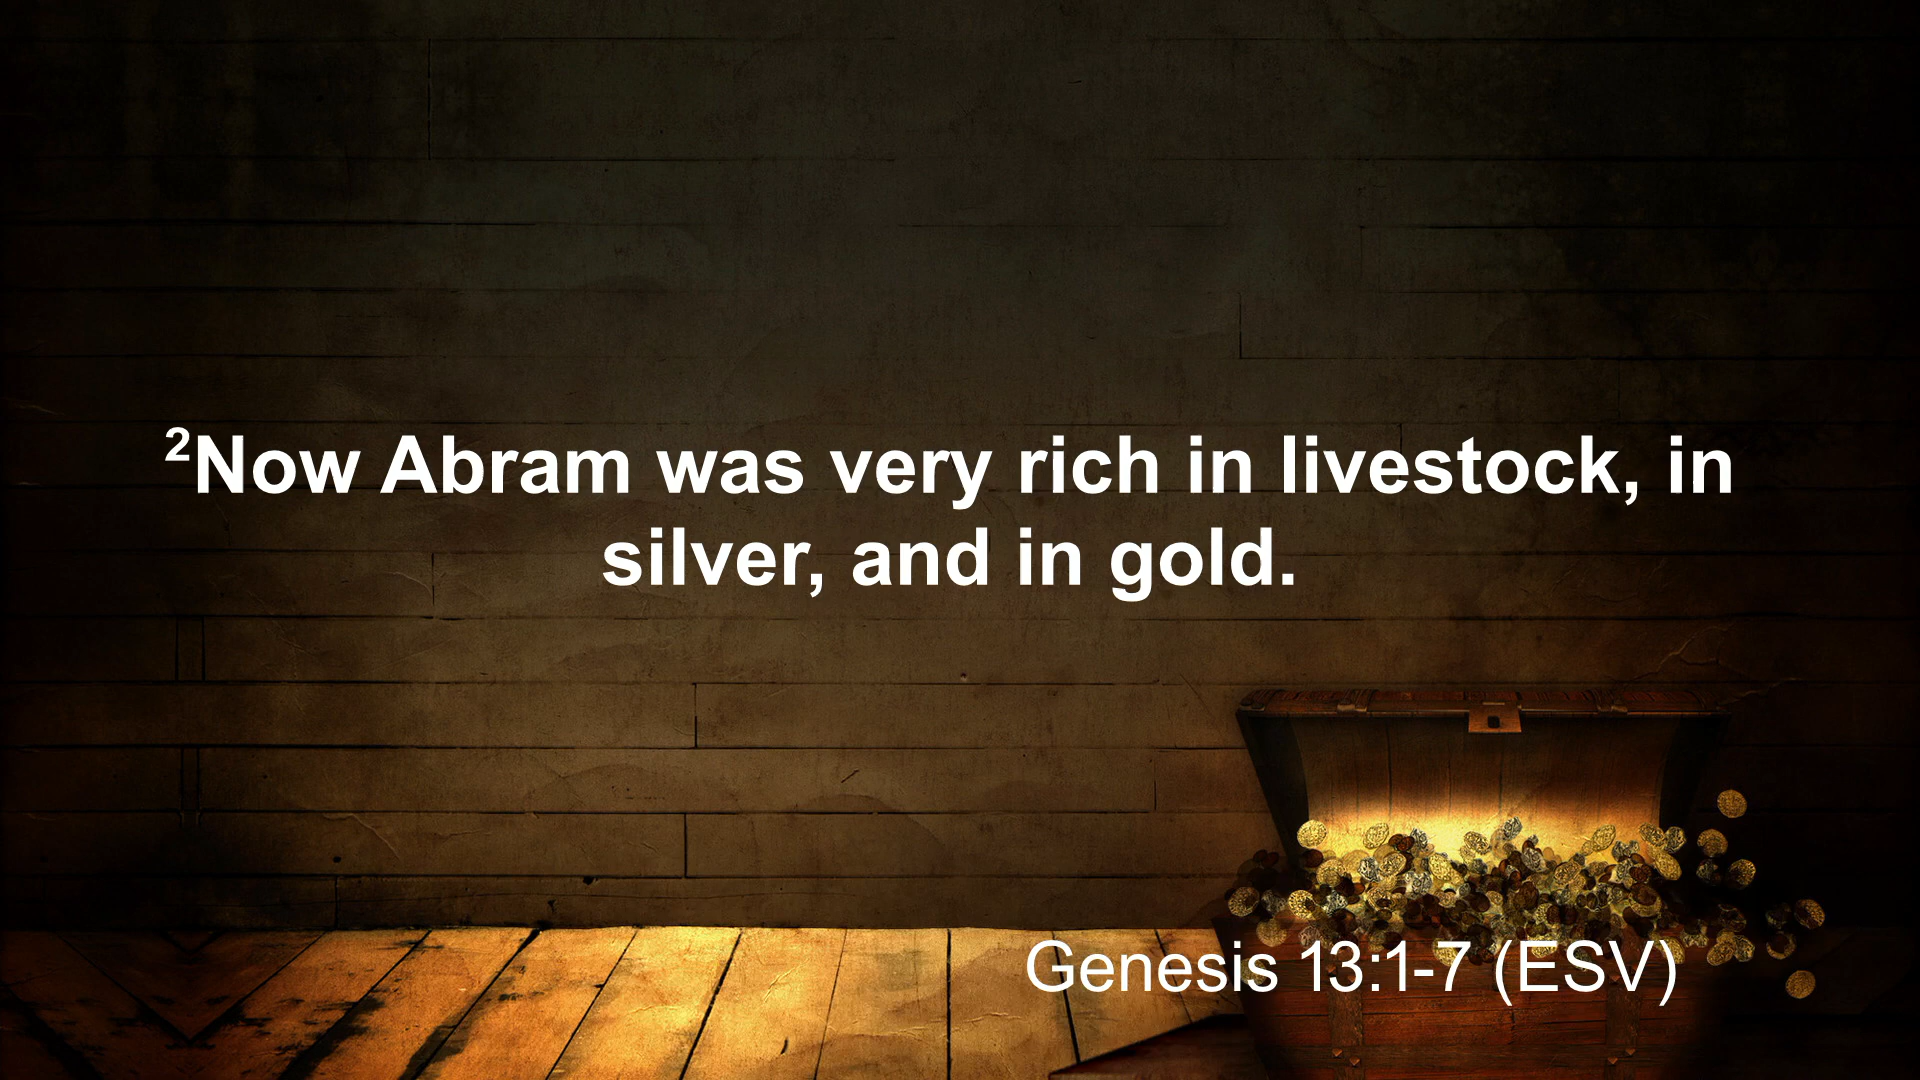 ²Now Abram was very rich in livestock, in
silver, and in gold.
Genesis 13:1-7 (ESV)